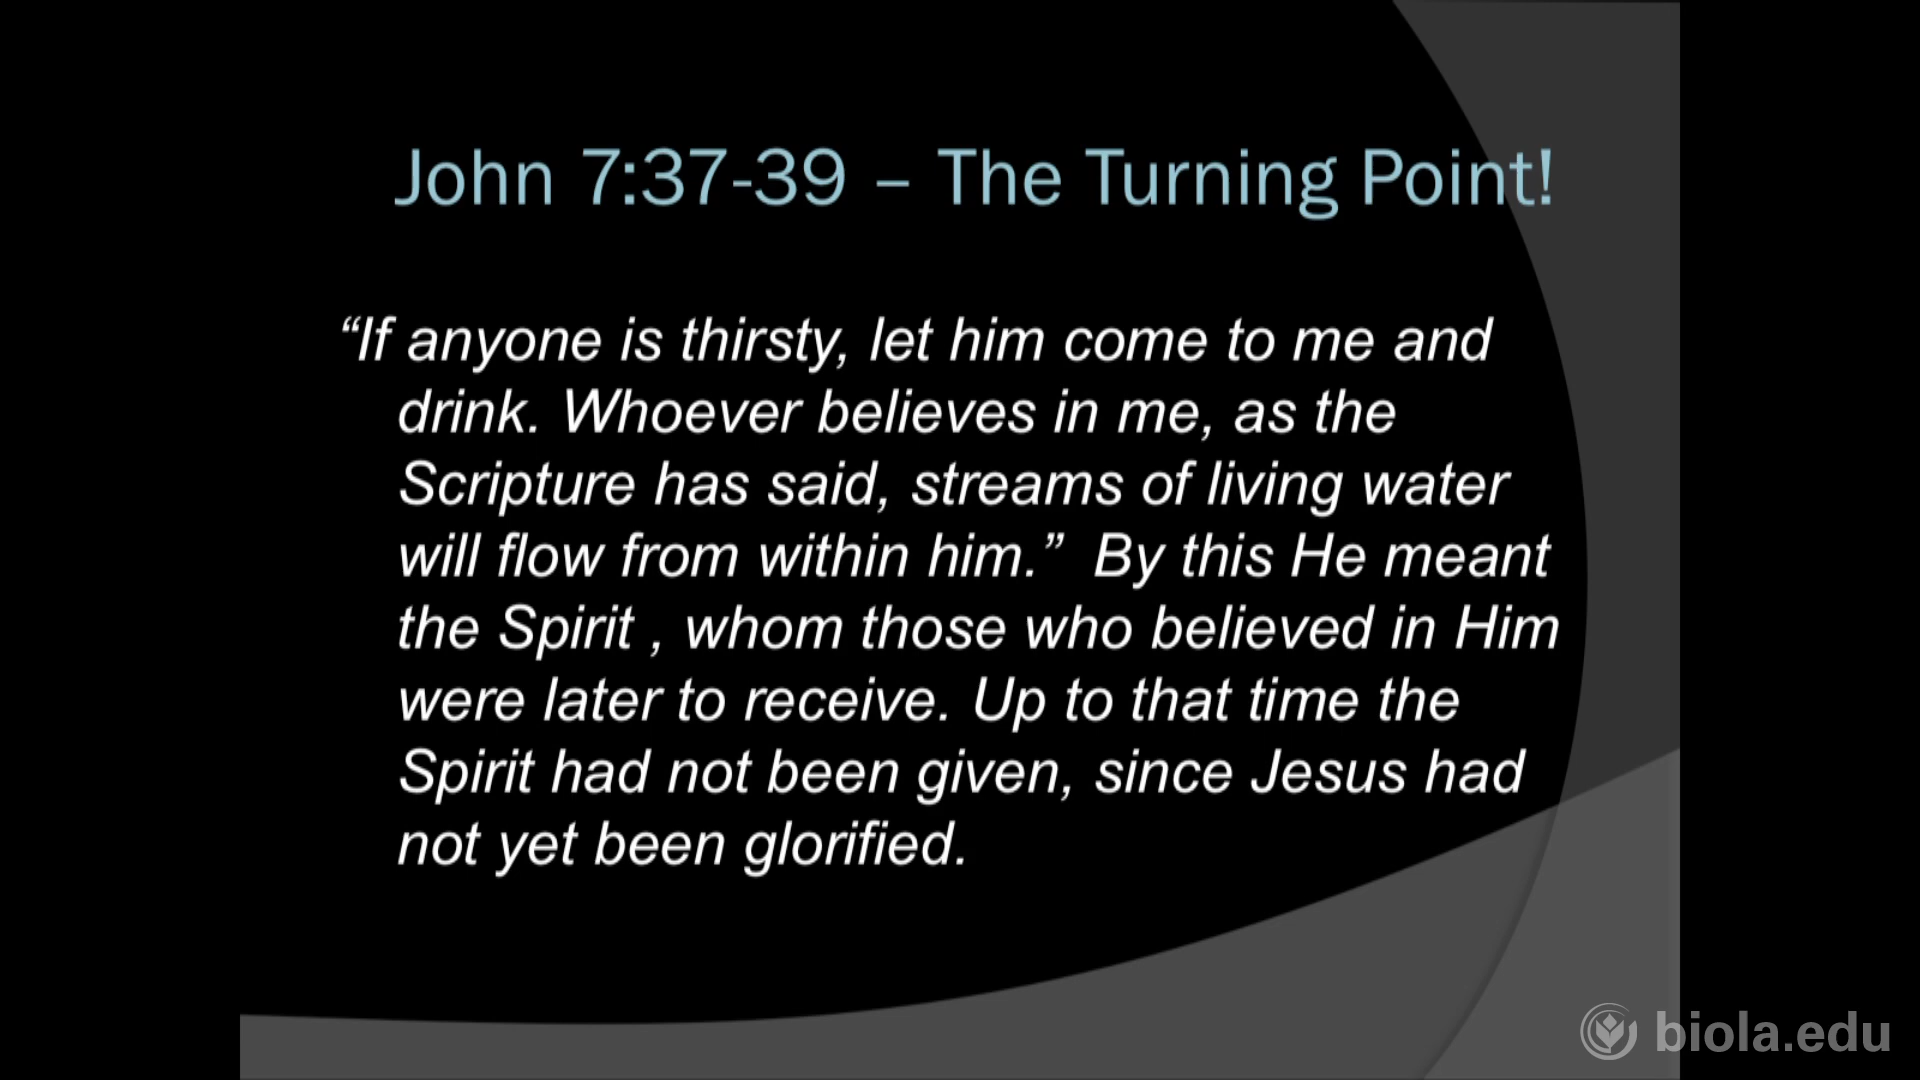 John 7:37-39 – The Turning Point!
“If anyone is thirsty, let him come to me and
drink. Whoever believes in me, as the
Scripture has said, streams of living water
will flow from within him.”  By this He meant
the Spirit , whom those who believed in Him
were later to receive. Up to that time the
Spirit had not been given, since Jesus had
not yet been glorified.
biola.edu